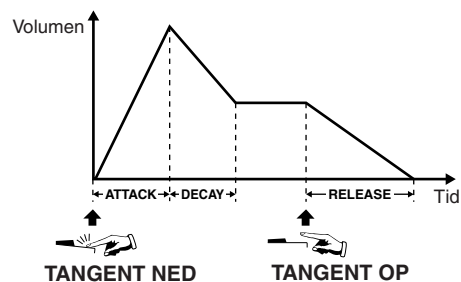 Volumen
ATTACK
DECAY
RELEASE
Tid
TANGENT NED
TANGENT OP